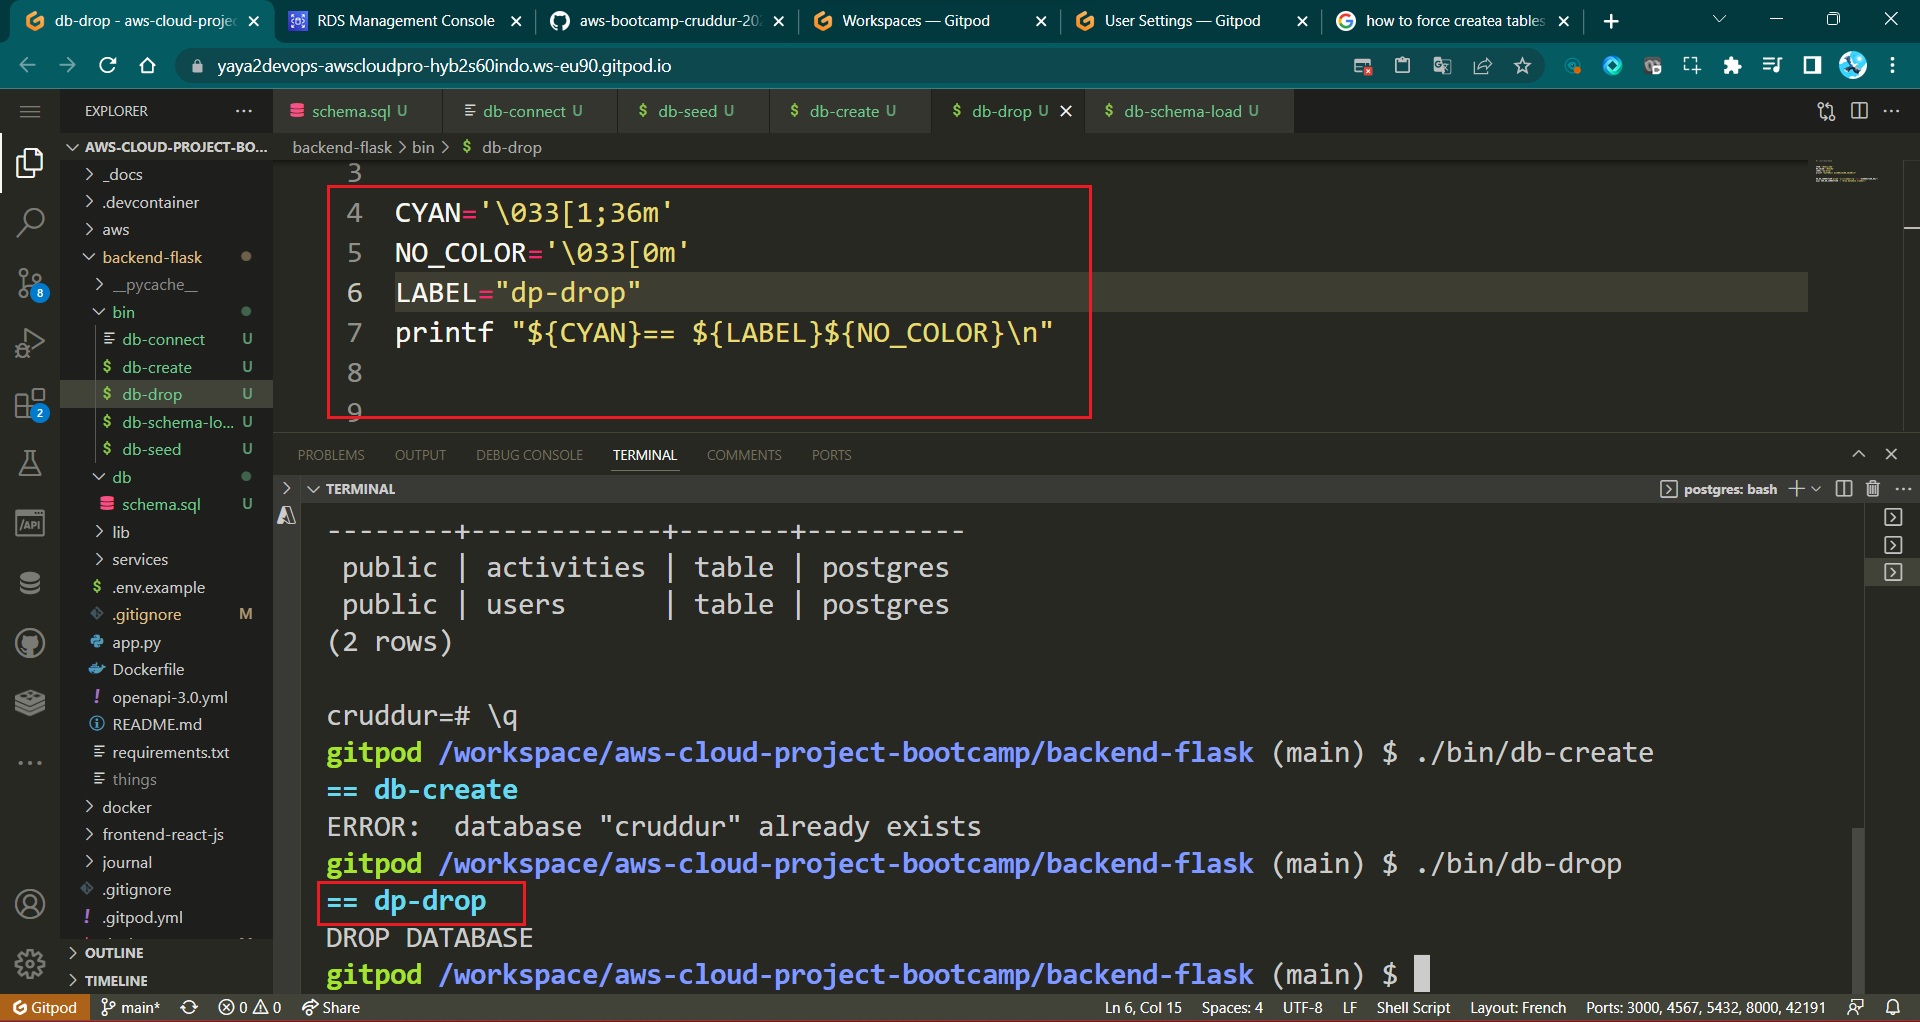 db-drop - aws-cloud-projec
RDS Management Console
aws-bootcamp-cruddur-202
Workspaces — Gitpod
User Settings — Gitpod
how to force createa tables
yaya2devops-awscloudpro-hyb2s60indo.ws-eu90.gitpod.io
EXPLORER
schema.sql U
db-connect U
$ db-seed U
$ db-create U
$ db-drop U
$ db-schema-load U
AWS-CLOUD-PROJECT-BO...
_docs
.devcontainer
aws
backend-flask
__pycache__
bin
db-connect U
$ db-create U
$ db-drop U
$ db-schema-lo... U
$ db-seed U
db
schema.sql U
lib
services
$ .env.example
.gitignore M
app.py
Dockerfile
! openapi-3.0.yml
README.md
requirements.txt
things
docker
frontend-react-js
journal
.gitignore
! .gitpod.yml
OUTLINE
TIMELINE
8
2
/API
backend-flask > bin > $ db-drop
3
4 CYAN='\033[1;36m'
5 NO_COLOR='\033[0m'
6 LABEL="dp-drop"
7 printf "${CYAN}== ${LABEL}${NO_COLOR}\n"
8
9
PROBLEMS
OUTPUT
DEBUG CONSOLE
TERMINAL
COMMENTS
PORTS
TERMINAL
postgres: bash
--------+------------+-------+----------
public | activities | table | postgres
public | users | table | postgres
(2 rows)
cruddur=# \q
gitpod /workspace/aws-cloud-project-bootcamp/backend-flask (main) $ ./bin/db-create
== db-create
ERROR: database "cruddur" already exists
gitpod /workspace/aws-cloud-project-bootcamp/backend-flask (main) $ ./bin/db-drop
== dp-drop
DROP DATABASE
gitpod /workspace/aws-cloud-project-bootcamp/backend-flask (main) $
Gitpod
main*
0 0
Share
Ln 6, Col 15
Spaces: 4
UTF-8
LF
Shell Script
Layout: French
Ports: 3000, 4567, 5432, 8000, 42191